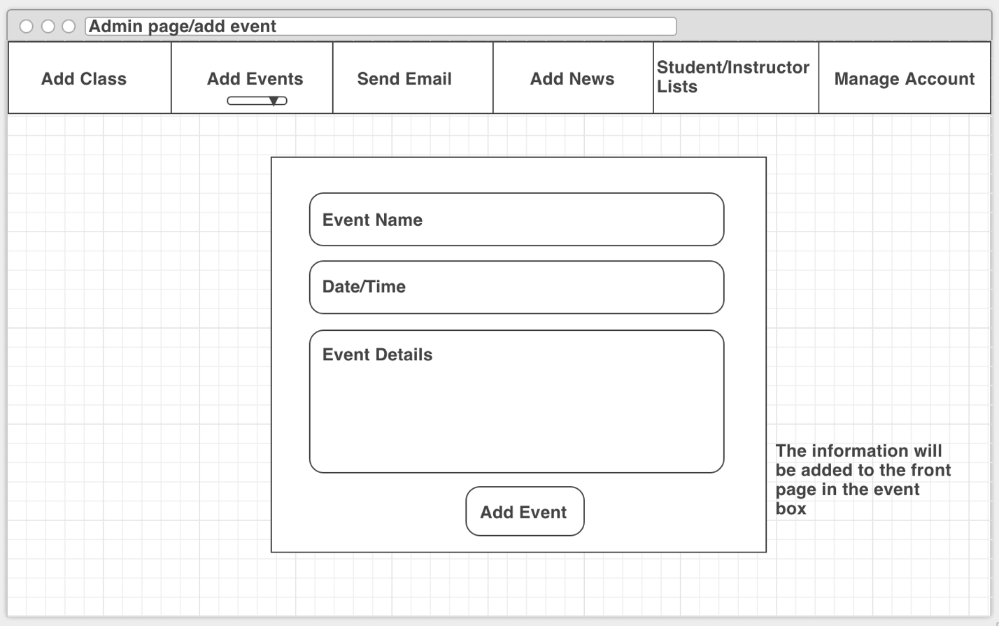 Admin page/add event
Add Class
Add Events
Send Email
Add News
Student/Instructor
Lists
Manage Account
Event Name
Date/Time
Event Details
Add Event
The information will
be added to the front
page in the event
box